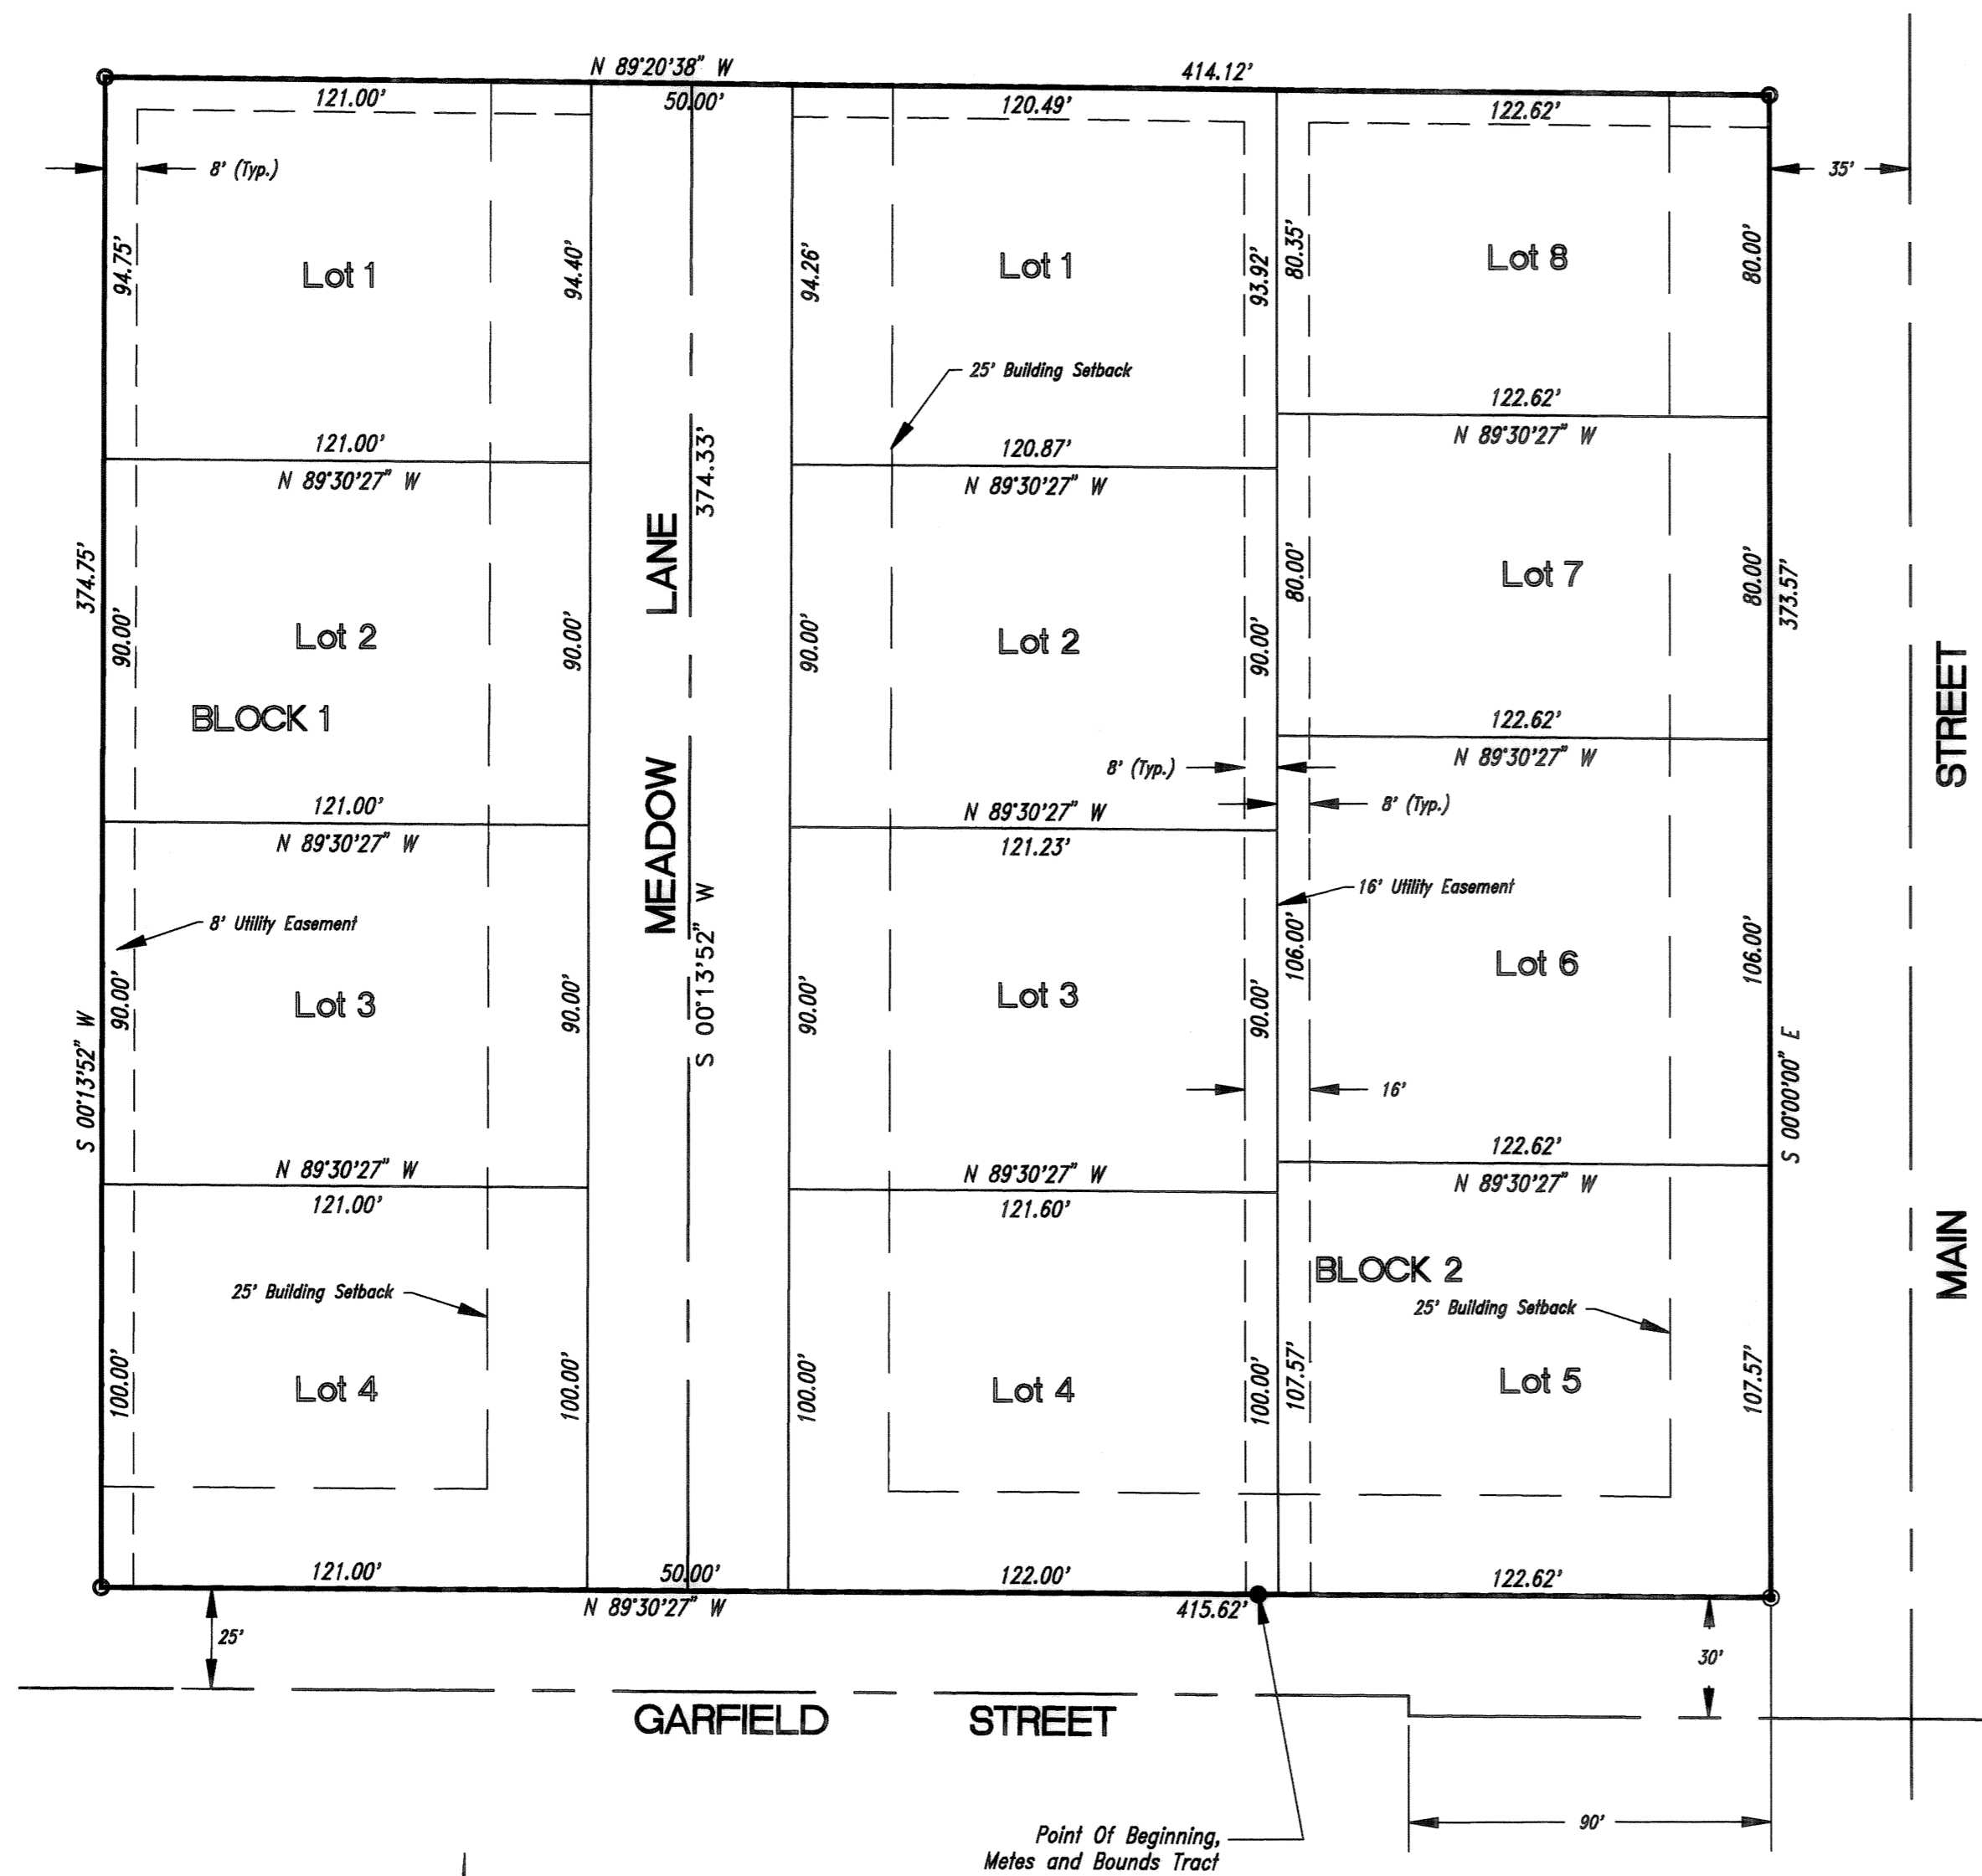 N 89°20'38" W
414.12'
121.00'
50.00'
120.49'
122.62'
8' (Typ.)
35'
94.75'
Lot 1
94.40'
94.26'
Lot 1
93.92'
80.35'
Lot 8
80.00'
25' Building Setback
122.62'
N 89°30'27" W
121.00'
N 89°30'27" W
374.33'
120.87'
N 89°30'27" W
374.75'
90.00'
Lot 2
90.00'
MEADOW LANE
90.00'
Lot 2
90.00'
80.00'
Lot 7
80.00'
373.57'
BLOCK 1
122.62'
N 89°30'27" W
8' (Typ.)
8' (Typ.)
121.00'
N 89°30'27" W
N 89°30'27" W
121.23'
MAIN STREET
8' Utility Easement
16' Utility Easement
S 00°13'52" W
90.00'
Lot 3
90.00'
S 00°13'52" W
90.00'
Lot 3
90.00'
106.00'
Lot 6
106.00'
S 00°00'00" E
16'
N 89°30'27" W
121.00'
N 89°30'27" W
121.60'
122.62'
N 89°30'27" W
BLOCK 2
25' Building Setback
25' Building Setback
100.00'
Lot 4
100.00'
100.00'
Lot 4
100.00'
107.57'
Lot 5
107.57'
121.00'
50.00'
122.00'
122.62'
N 89°30'27" W
415.62'
25'
30'
GARFIELD STREET
90'
Point Of Beginning,
Metes and Bounds Tract